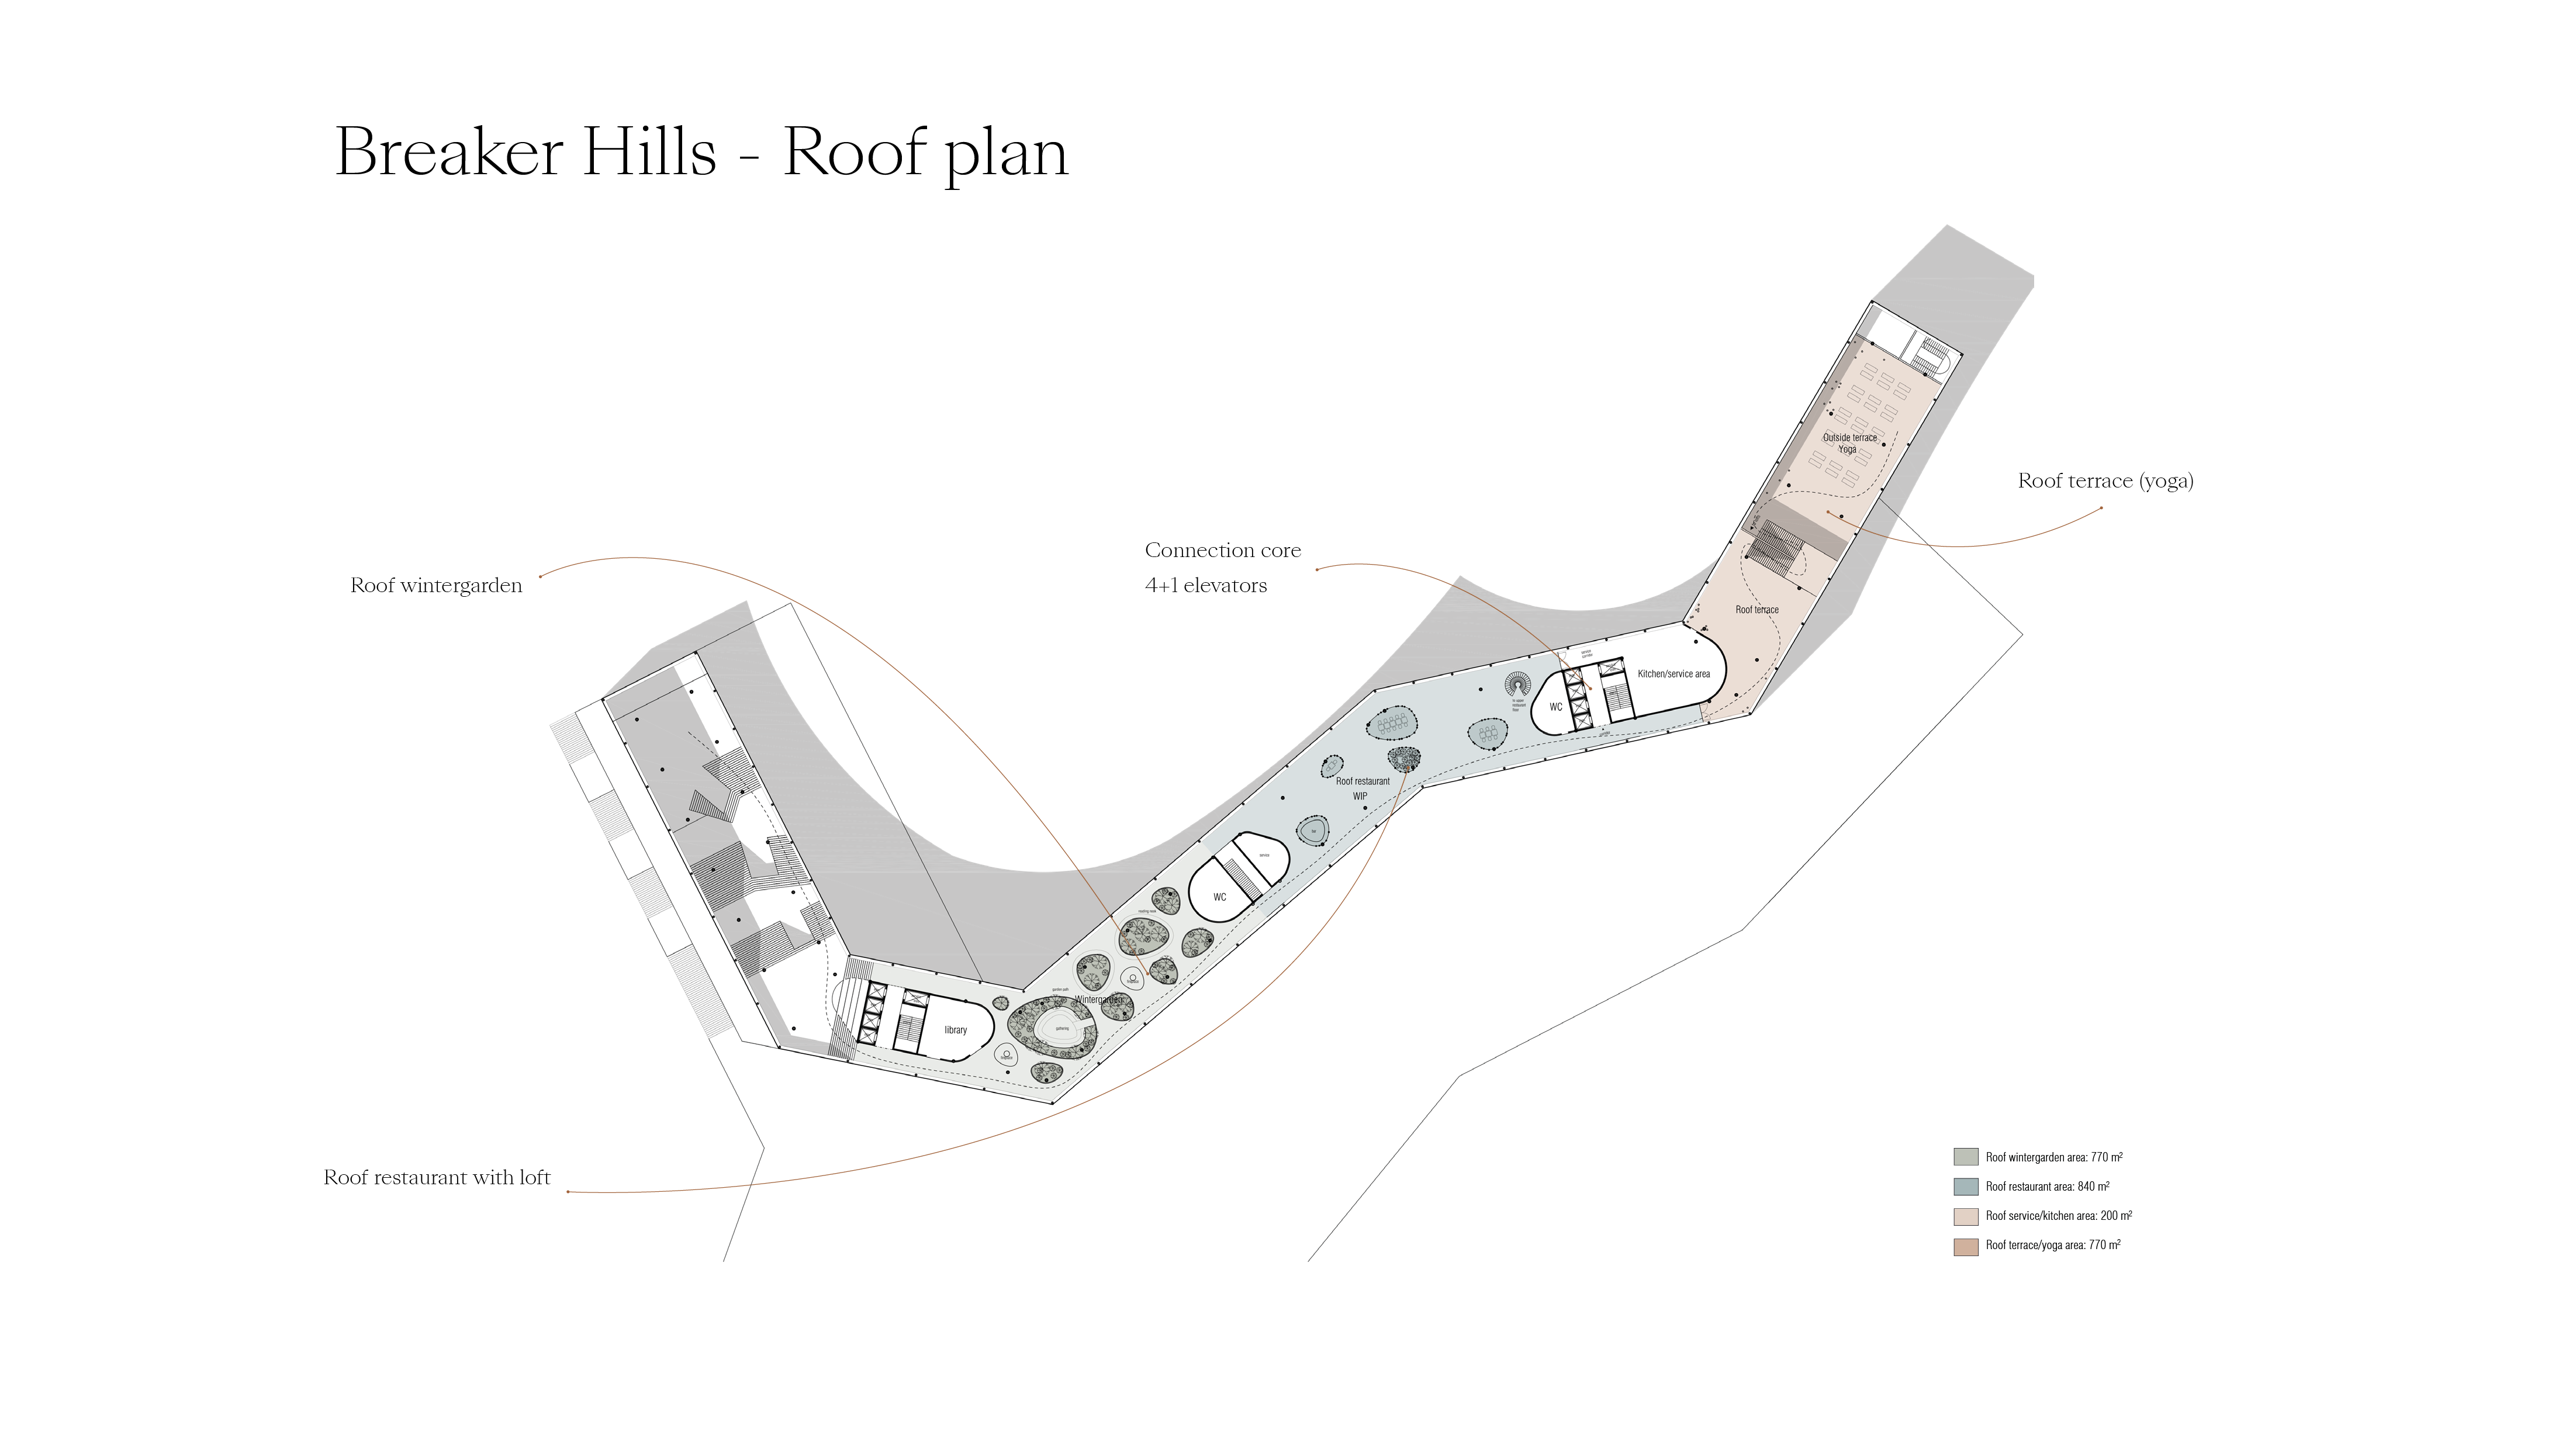 Breaker Hills - Roof plan
Outside terrace
Yoga
Roof terrace (yoga)
Connection core
4+1 elevators
Roof wintergarden
Roof terrace
Kitchen/service area
WC
Roof restaurant
WIP
service
WC
Wintergarden
gathering
library
Roof restaurant with loft
Roof wintergarden area: 770 m²
Roof restaurant area: 840 m²
Roof service/kitchen area: 200 m²
Roof terrace/yoga area: 770 m²